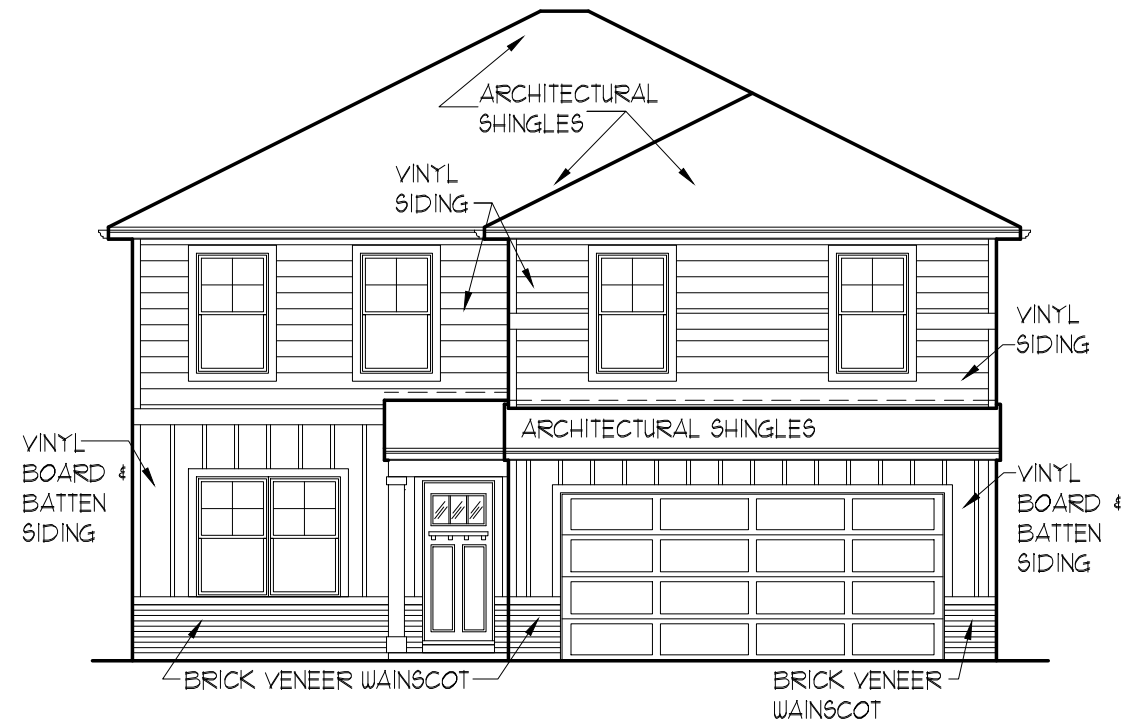 ARCHITECTURAL
SHINGLES
VINYL
SIDING
VINYL
SIDING
ARCHITECTURAL SHINGLES
VINYL
BOARD &
BATTEN
SIDING
VINYL
BOARD &
BATTEN
SIDING
BRICK VENEER WAINSCOT
BRICK VENEER
WAINSCOT